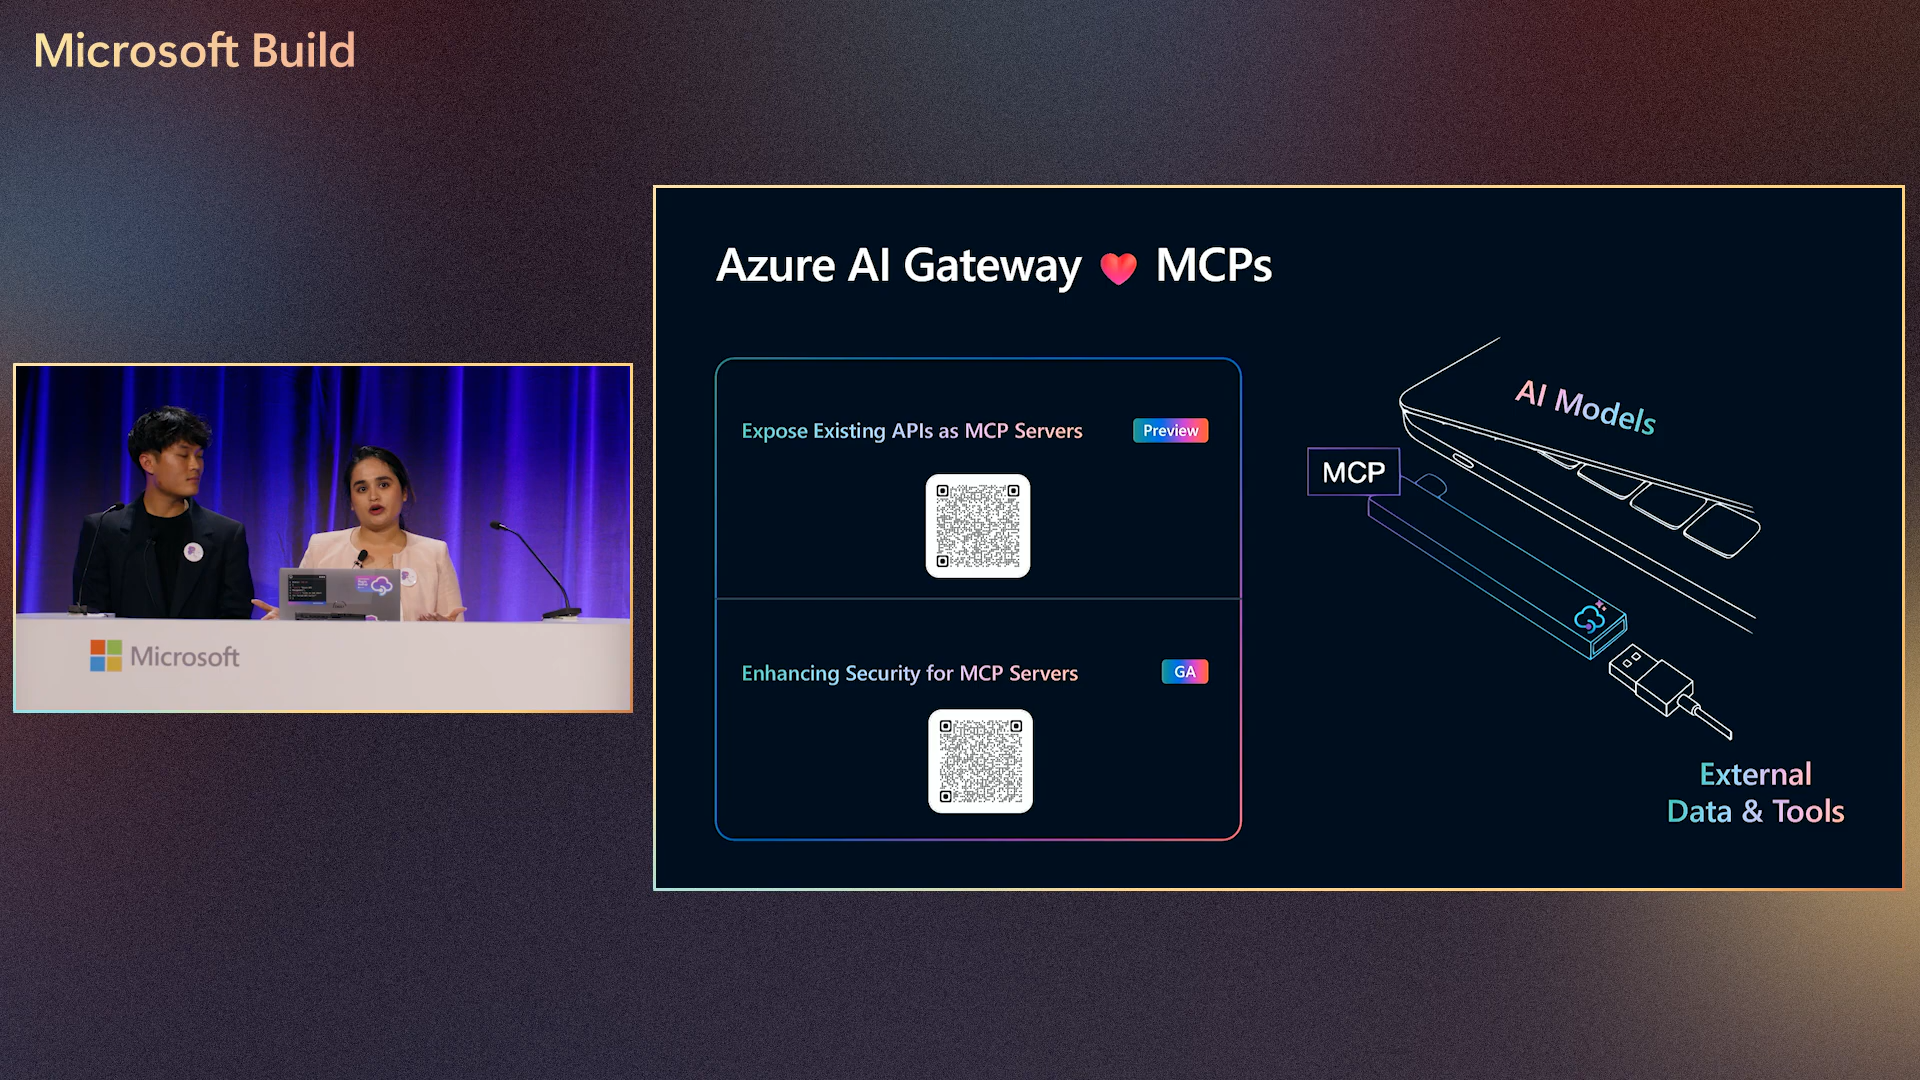 Microsoft Build
Azure AI Gateway ❤ MCPs
Expose Existing APIs as MCP Servers
Preview
Enhancing Security for MCP Servers
GA
AI Models
MCP
External
Data & Tools
Microsoft